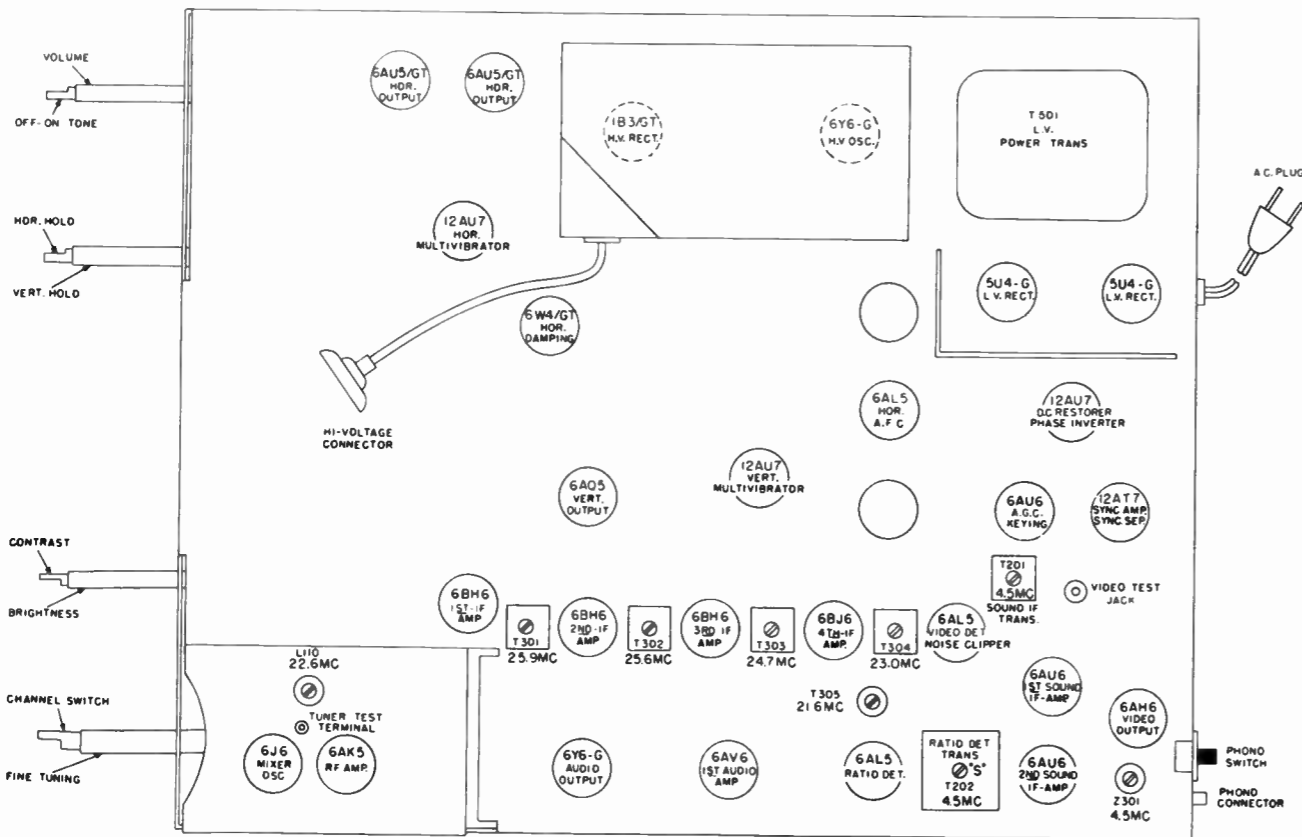 VOLUME
OFF-ON TONE
6AU5/GT
HOR.
OUTPUT
6AU5/GT
HOR.
OUTPUT
1B3/GT
H.V. RECT.
6Y6-G
H.V OSC.
T501
L.V.
POWER TRANS
A.C. PLUG
HOR. HOLD
VERT. HOLD
12AU7
HOR.
MULTIVIBRATOR
6W4/GT
HOR.
DAMPING
5U4-G
L.V. RECT.
5U4-G
L.V. RECT.
HI-VOLTAGE
CONNECTOR
6AL5
HOR.
A.F C
12AU7
D.C RESTORER
PHASE INVERTER
6AQ5
VERT.
OUTPUT
12AU7
VERT.
MULTIVIBRATOR
6AU6
A.G.C.
KEYING
12AT7
SYNC AMP.
SYNC. SEP.
CONTRAST
BRIGHTNESS
6BH6
1ST-IF
AMP
T301
25.9MC
6BH6
2ND-IF
AMP
T302
25.6MC
6BH6
3RD IF
AMP
T303
24.7MC
6BJ6
4TH-IF
AMP.
T304
23.0MC
6AL5
VIDEO DET
NOISE CLIPPER
T201
4.5MC
SOUND IF
TRANS.
VIDEO TEST
JACK
L110
22.6MC
TUNER TEST
TERMINAL
CHANNEL SWITCH
FINE TUNING
6J6
MIXER
OSC
6AK5
RF AMP.
6Y6-G
AUDIO
OUTPUT
6AV6
1ST AUDIO
AMP
T305
21.6MC
6AL5
RATIO DET.
RATIO DET
TRANS
"S"
T202
4.5MC
6AU6
1ST SOUND
IF-AMP
6AU6
2ND SOUND
IF-AMP
6AH6
VIDEO
OUTPUT
Z301
4.5MC
PHONO
SWITCH
PHONO
CONNECTOR